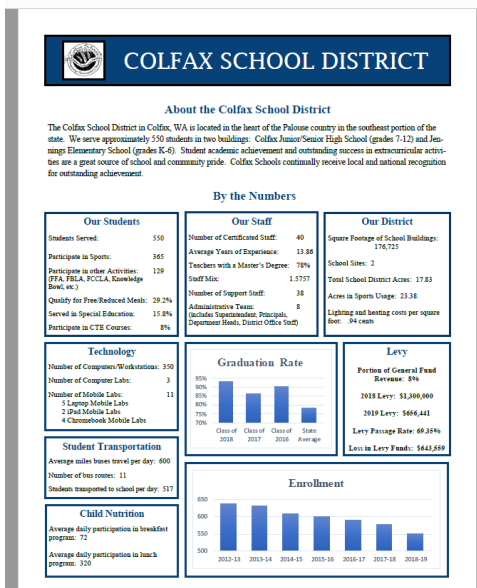 COLFAX SCHOOL DISTRICT
About the Colfax School District
The Colfax School District in Colfax, WA is located in the heart of the Palouse country in the southeast portion of the
state. We serve approximately 550 students in two buildings: Colfax Junior/Senior High School (grades 7-12) and Jen-
nings Elementary School (grades K-6). Student academic achievement and outstanding success in extracurricular activi-
ties are a great source of school and community pride. Colfax Schools continually receive local and national recognition
for outstanding achievement.
By the Numbers
Our Students
Students Served: 550
Participate in Sports: 365
Participate in other Activities: 129
(FFA, FBLA, FCCLA, Knowledge
Bowl, etc.)
Qualify for Free/Reduced Meals: 29.2%
Served in Special Education: 15.8%
Participate in CTE Courses: 8%
Our Staff
Number of Certificated Staff: 40
Average Years of Experience: 13.86
Teachers with a Master's Degree: 78%
Staff Mix: 1.5757
Number of Support Staff: 38
Administrative Team: 8
(includes Superintendent, Principals,
Department Heads, District Office Staff)
Our District
Square Footage of School Buildings:
176,725
School Sites: 2
Total School District Acres: 17.83
Acres in Sports Usage: 23.38
Lighting and heating costs per square
foot: .94 cents
Technology
Number of Computers/Workstations: 350
Number of Computer Labs: 3
Number of Mobile Labs: 11
5 Laptop Mobile Labs
2 iPad Mobile Labs
4 Chromebook Mobile Labs
Graduation Rate
95%
90%
85%
80%
75%
70%
Class of 2018
Class of 2017
Class of 2016
State Average
Levy
Portion of General Fund
Revenue: 8%
2018 Levy: $1,300,000
2019 Levy: $656,441
Levy Passage Rate: 69.35%
Loss in Levy Funds: $643,559
Student Transportation
Average miles buses travel per day: 600
Number of bus routes: 11
Students transported to school per day: 517
Child Nutrition
Average daily participation in breakfast
program: 72
Average daily participation in lunch
program: 320
Enrollment
650
600
550
500
2012-13 2013-14 2014-15 2015-16 2016-17 2017-18 2018-19